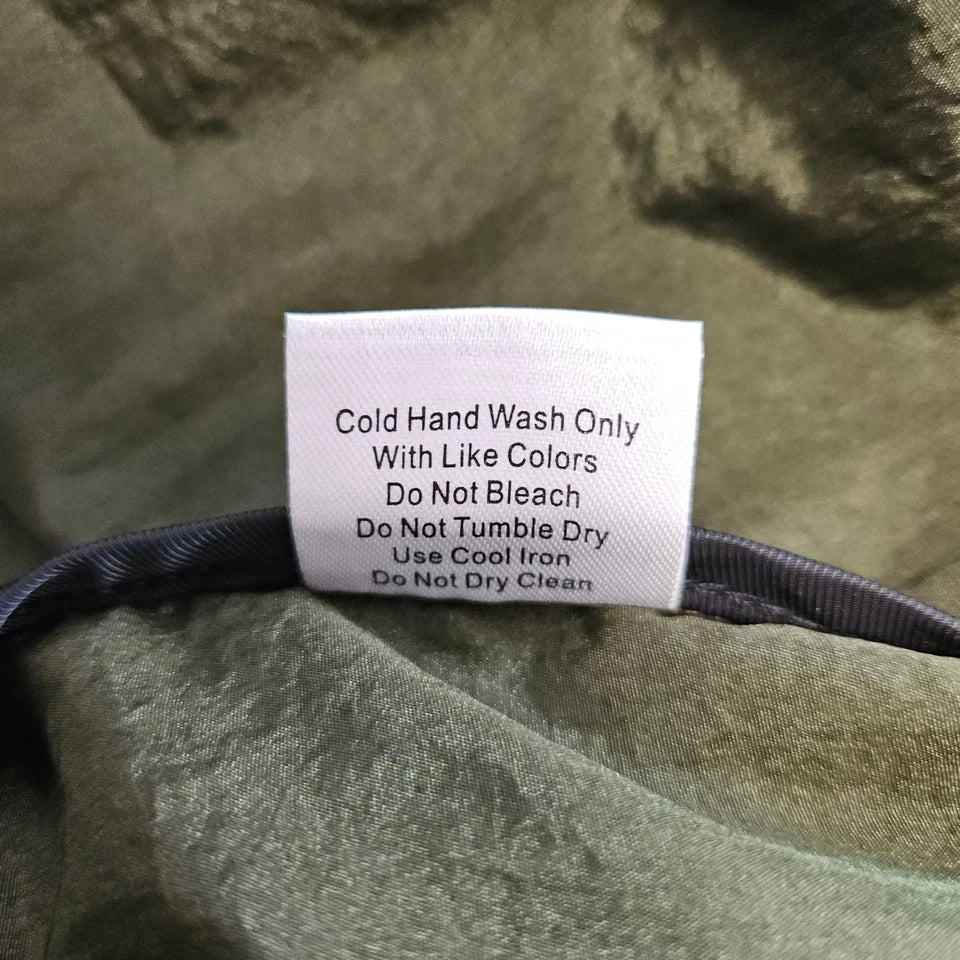 Cold Hand Wash Only
With Like Colors
Do Not Bleach
Do Not Tumble Dry
Use Cool Iron
Do Not Dry Clean